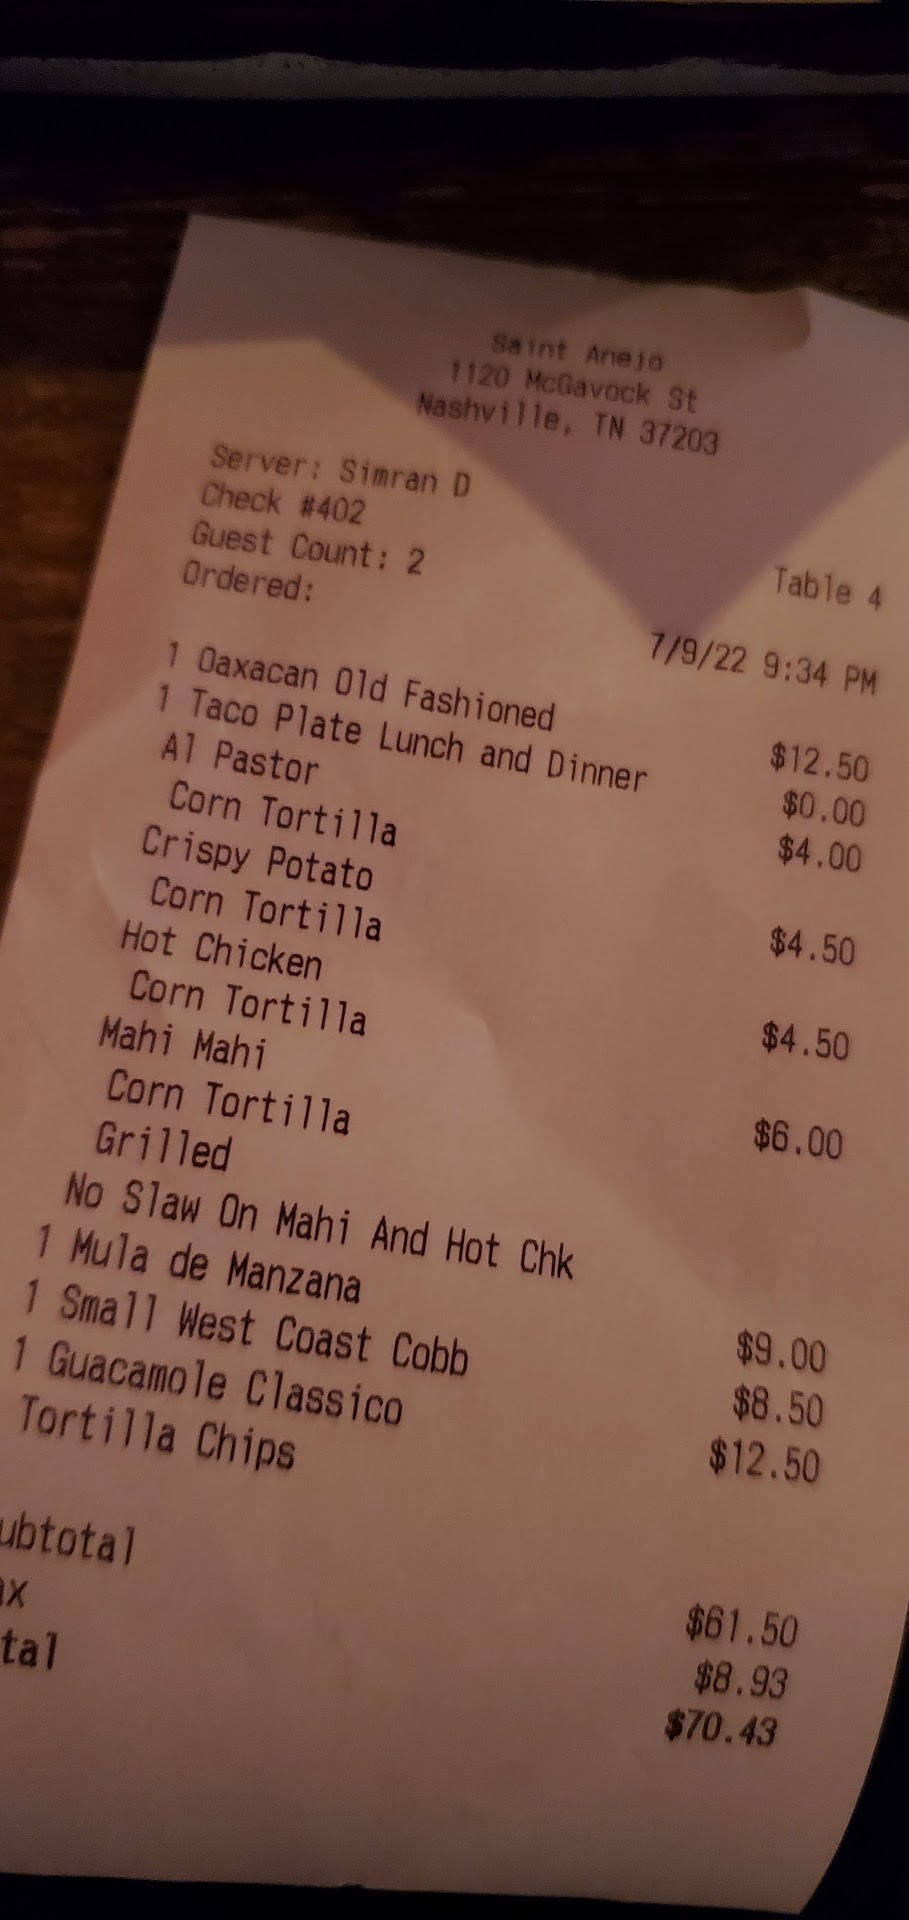 Saint Anejo
1120 McGavock St
Nashville, TN 37203
Server: Simran D
Check #402
Table 4
Guest Count: 2
Ordered:
7/9/22 9:34 PM
1 Oaxacan Old Fashioned $12.50
1 Taco Plate Lunch and Dinner $0.00
Al Pastor $4.00
Corn Tortilla
Crispy Potato $4.50
Corn Tortilla
Hot Chicken $4.50
Corn Tortilla
Mahi Mahi $6.00
Corn Tortilla
Grilled
No Slaw On Mahi And Hot Chk
1 Mula de Manzana $9.00
1 Small West Coast Cobb $8.50
1 Guacamole Classico $12.50
Tortilla Chips
ubtotal $61.50
ax $8.93
tal $70.43